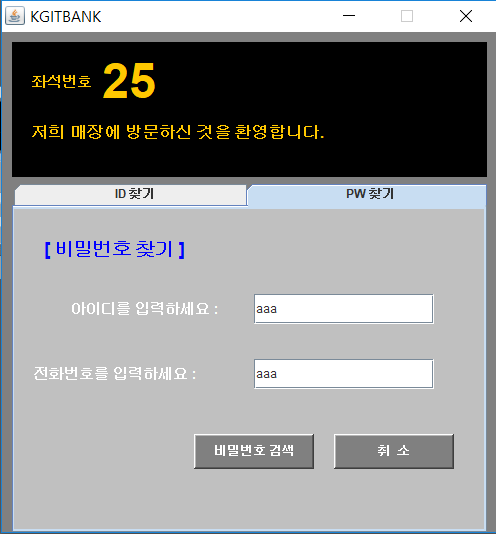 KGITBANK
좌석번호 25
저희 매장에 방문하신 것을 환영합니다.
ID 찾기 PW 찾기
[ 비밀번호 찾기 ]
아이디를 입력하세요 : aaa
전화번호를 입력하세요 : aaa
비밀번호 검색 취 소